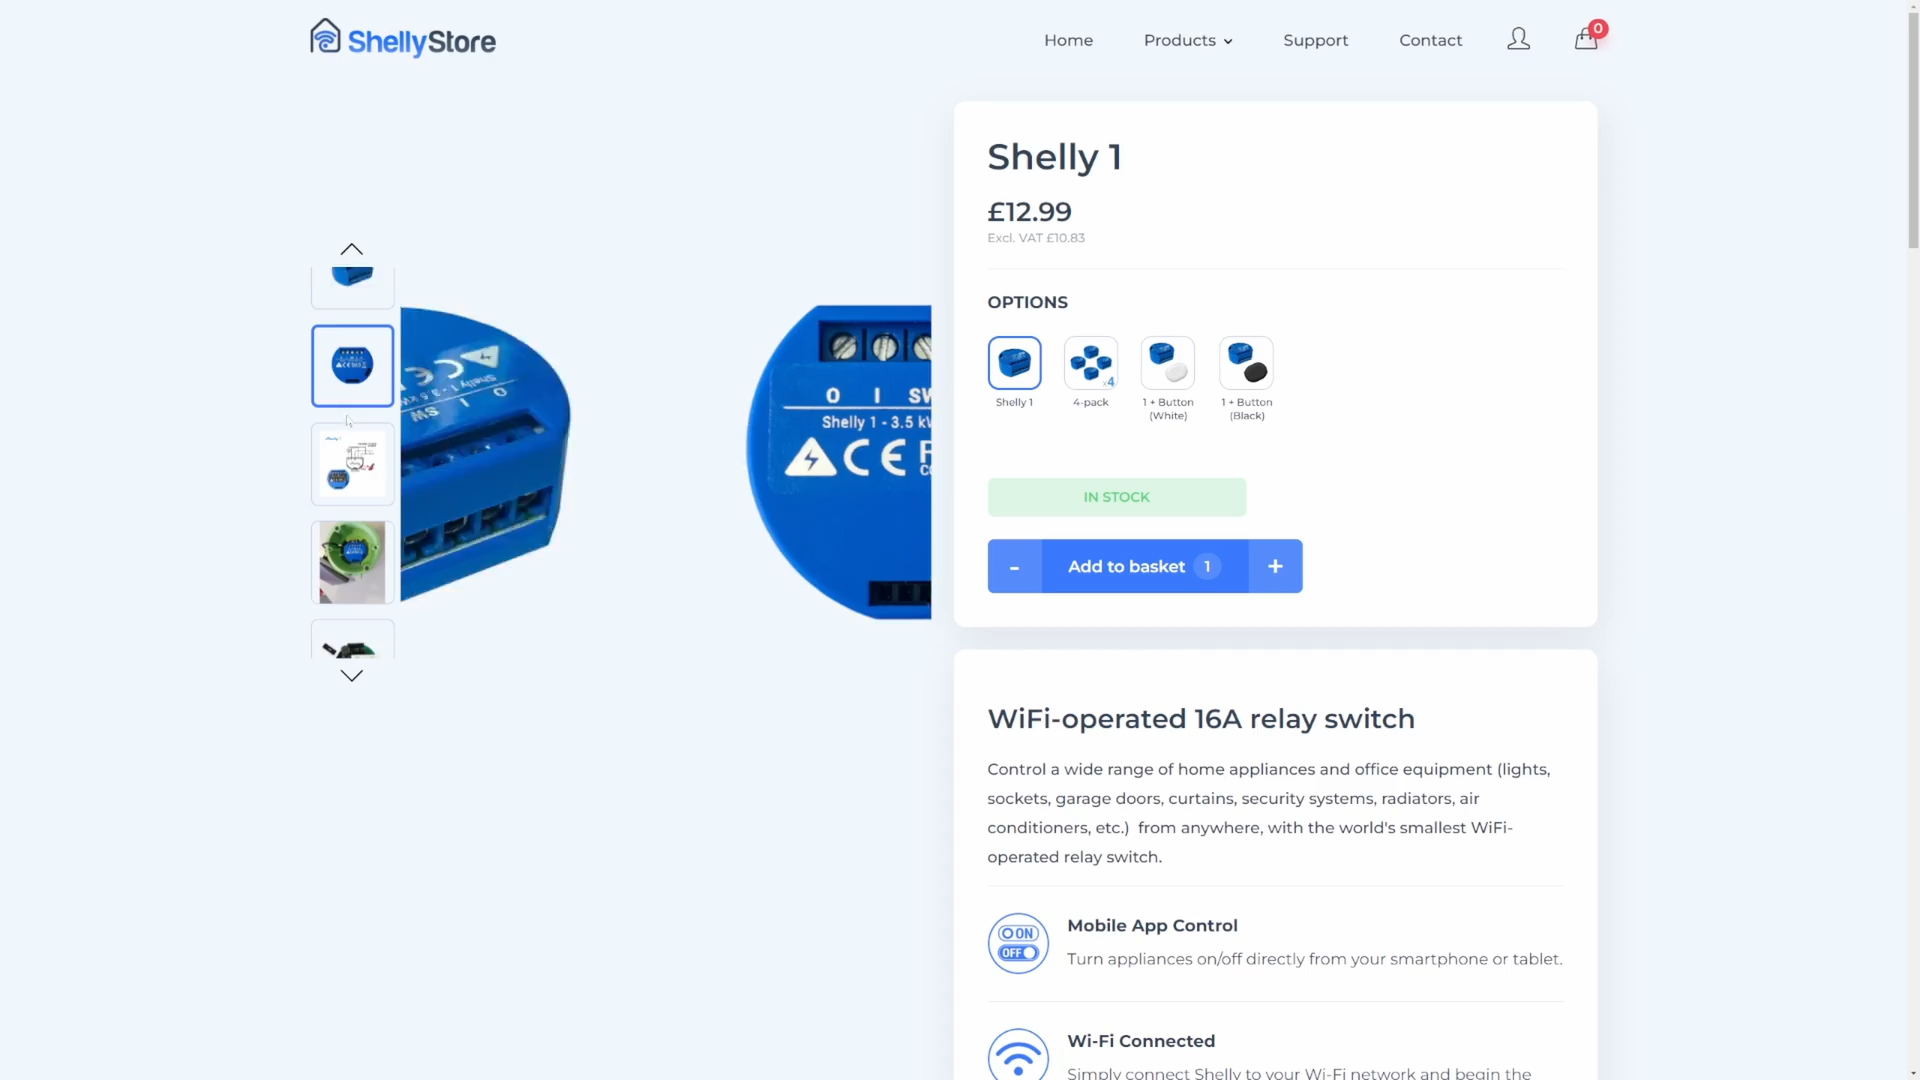 ShellyStore
Home
Products
Support
Contact
0
Shelly 1
£12.99
Excl. VAT £10.83
OPTIONS
x4
Shelly 1
4-pack
1 + Button
(White)
1 + Button
(Black)
O I SW
Shelly 1 - 3.5 kW
CE
SW I O
IN STOCK
- Add to basket 1 +
WiFi-operated 16A relay switch
Control a wide range of home appliances and office equipment (lights,
sockets, garage doors, curtains, security systems, radiators, air
conditioners, etc.) from anywhere, with the world's smallest WiFi-
operated relay switch.
ON
OFF
Mobile App Control
Turn appliances on/off directly from your smartphone or tablet.
Wi-Fi Connected
Simply connect Shelly to your Wi-Fi network and begin the